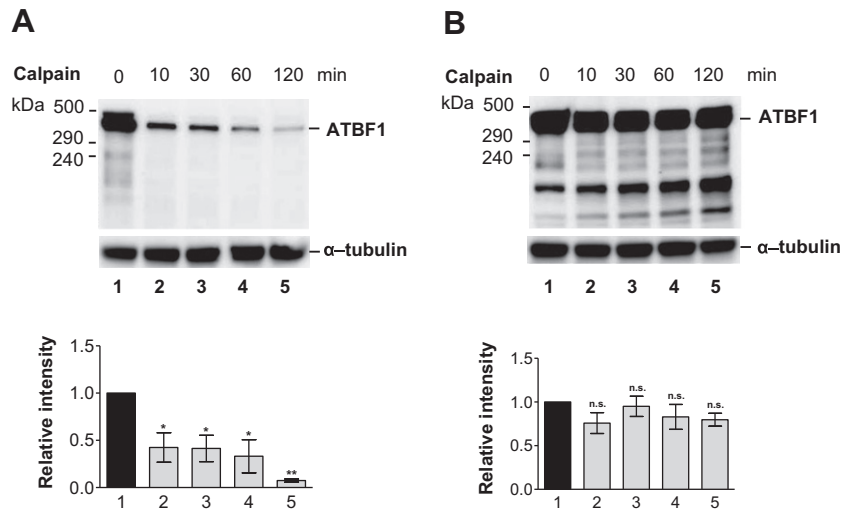 A
Calpain 0 10 30 60 120 min
kDa 500
290
240
ATBF1
α–tubulin
1 2 3 4 5
Relative intensity
1.5
1.0
0.5
0.0
* * * **
1 2 3 4 5
B
Calpain 0 10 30 60 120 min
kDa 500
290
240
ATBF1
α–tubulin
1 2 3 4 5
Relative intensity
1.5
1.0
0.5
0.0
n.s. n.s. n.s. n.s.
1 2 3 4 5